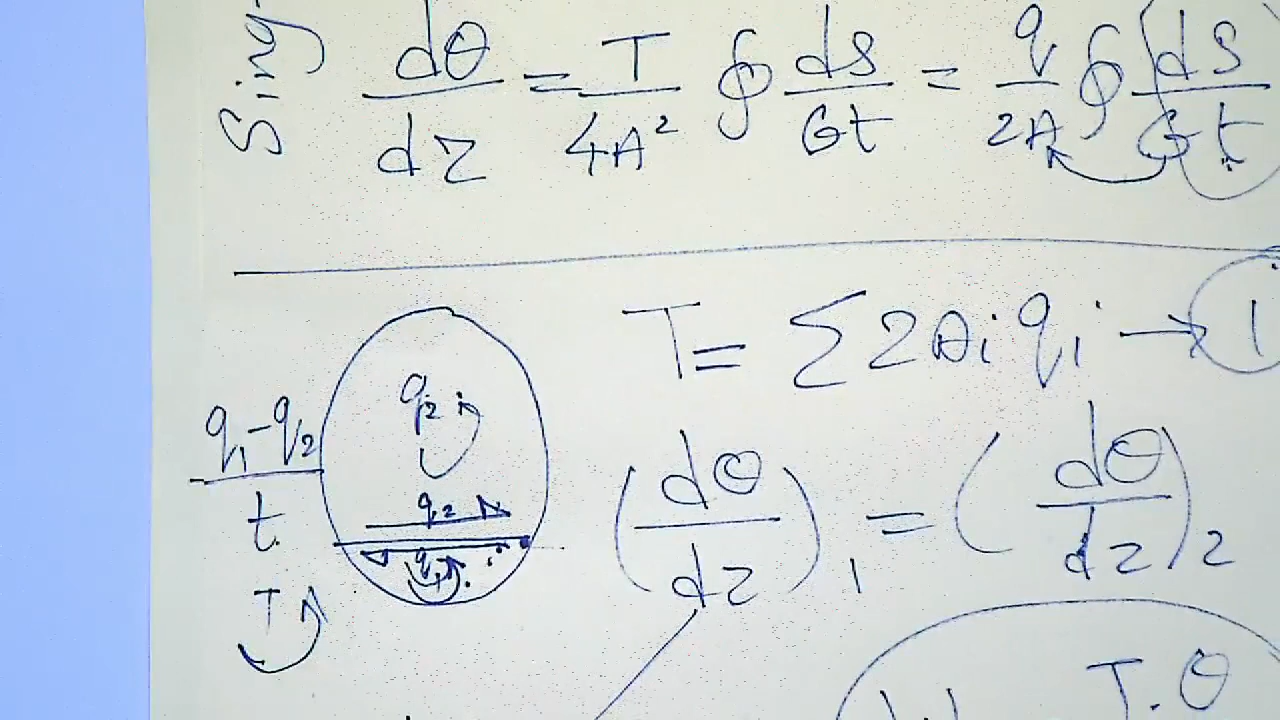 Sing
dθ/dz = T/4A² ∮ ds/Gt = q/2A ∮ ds/Gt
T = Σ 2Ai qi → 1
q2
q1-q2/t
(dθ/dz)1 = (dθ/dz)2
q2
q1
T
T.θ